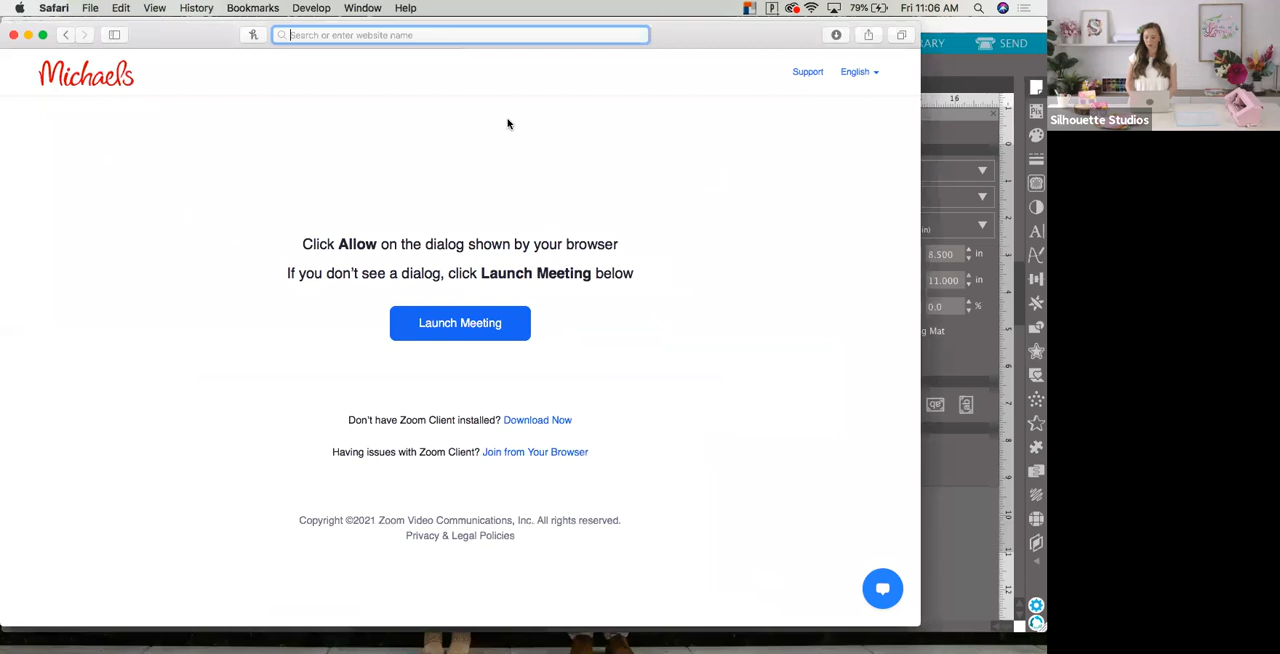 Safari File Edit View History Bookmarks Develop Window Help 79% Fri 11:06 AM
Search or enter website name
Michaels
Support English
Click Allow on the dialog shown by your browser
If you don't see a dialog, click Launch Meeting below
Launch Meeting
Don't have Zoom Client installed? Download Now
Having issues with Zoom Client? Join from Your Browser
Copyright ©2021 Zoom Video Communications, Inc. All rights reserved.
Privacy & Legal Policies
SEND
16
8.500 in
11.000 in
0.0 %
Silhouette Studios